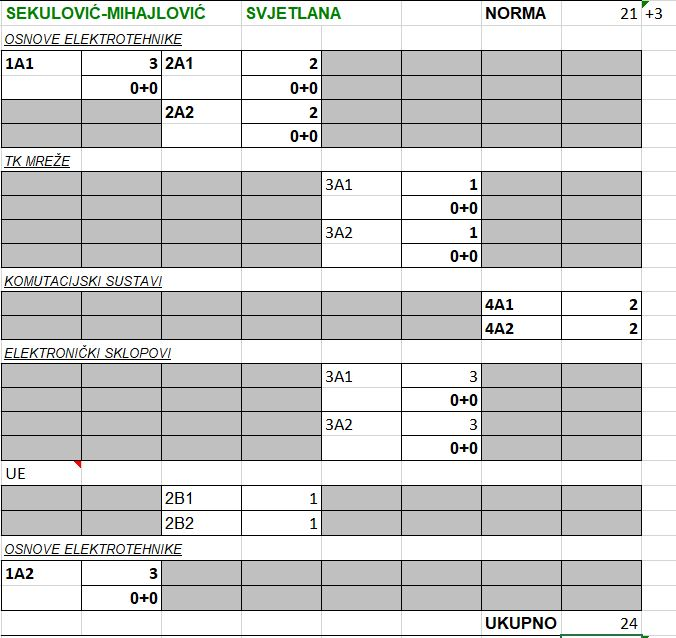 SEKULOVIĆ-MIHAJLOVIĆ SVJETLANA NORMA 21 +3
OSNOVE ELEKTROTEHNIKE
1A1 3 2A1 2
0+0 0+0
2A2 2
0+0
TK MREŽE
3A1 1
0+0
3A2 1
0+0
KOMUTACIJSKI SUSTAVI
4A1 2
4A2 2
ELEKTRONIČKI SKLOPOVI
3A1 3
0+0
3A2 3
0+0
UE
2B1 1
2B2 1
OSNOVE ELEKTROTEHNIKE
1A2 3
0+0
UKUPNO 24